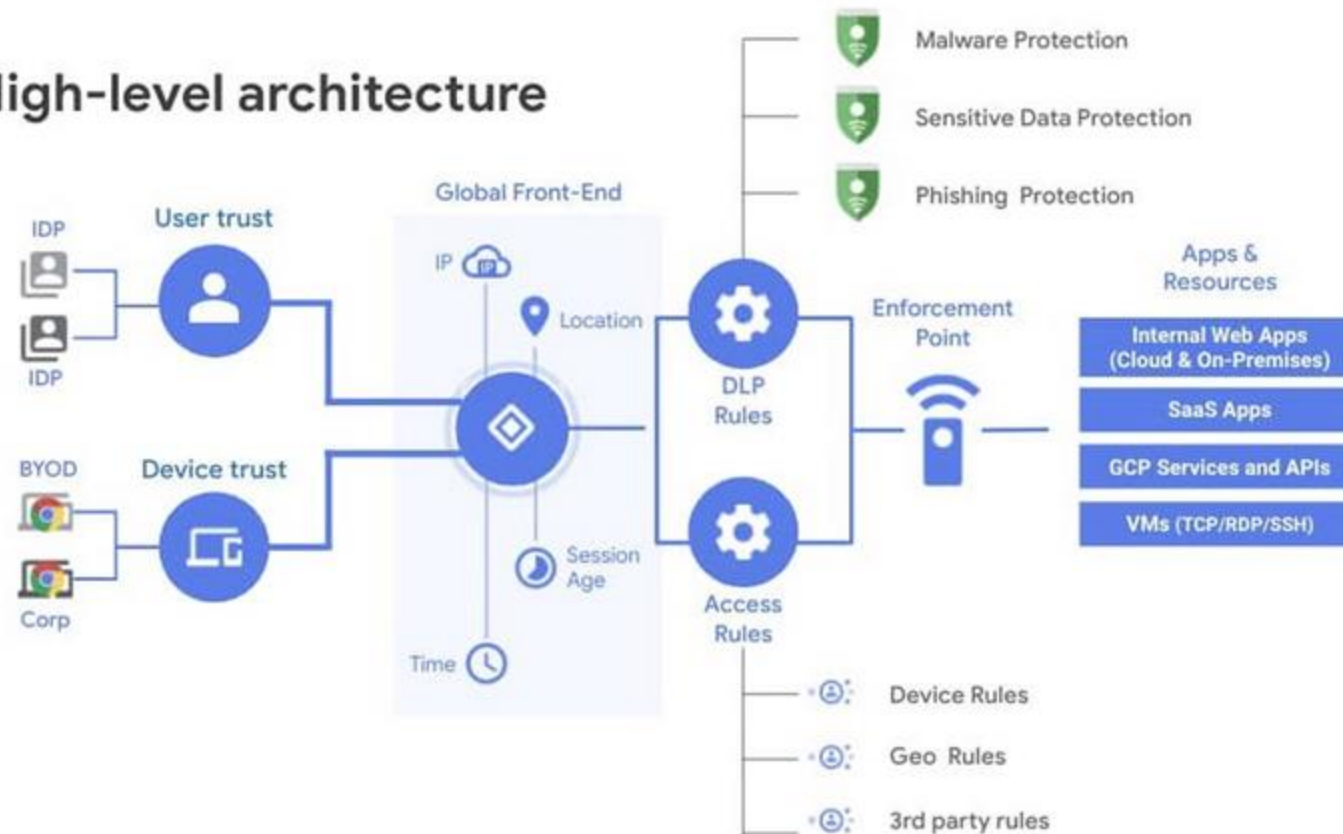 High-level architecture
Malware Protection
Sensitive Data Protection
Phishing Protection
Global Front-End
IDP
User trust
IDP
IP
IP
Location
BYOD
Device trust
Corp
Session
Age
Time
DLP
Rules
Access
Rules
Enforcement
Point
Apps &
Resources
Internal Web Apps
(Cloud & On-Premises)
SaaS Apps
GCP Services and APIs
VMs (TCP/RDP/SSH)
Device Rules
Geo Rules
3rd party rules